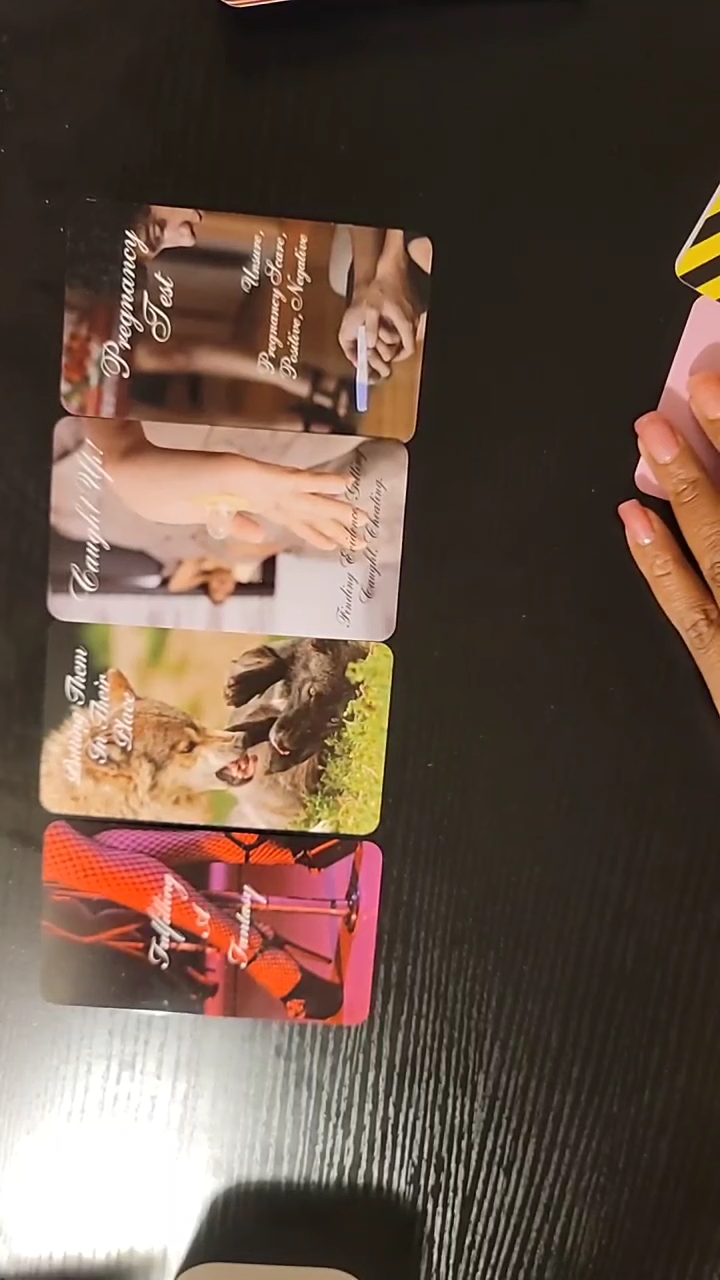 Pregnancy
Test
Unsure,
Pregnancy Scare,
Positive, Negative
Caught Up!
Finding Evidence, Getting
Caught, Cheating.
Putting Them
In Their
Place
Fulfilling
A
Fantasy